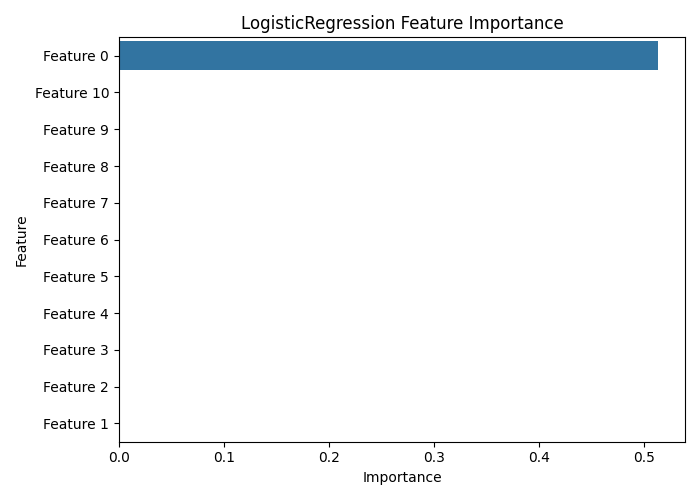 LogisticRegression Feature Importance
Feature 0
Feature 10
Feature 9
Feature 8
Feature 7
Feature 6
Feature 5
Feature 4
Feature 3
Feature 2
Feature 1
Feature
0.0 0.1 0.2 0.3 0.4 0.5
Importance